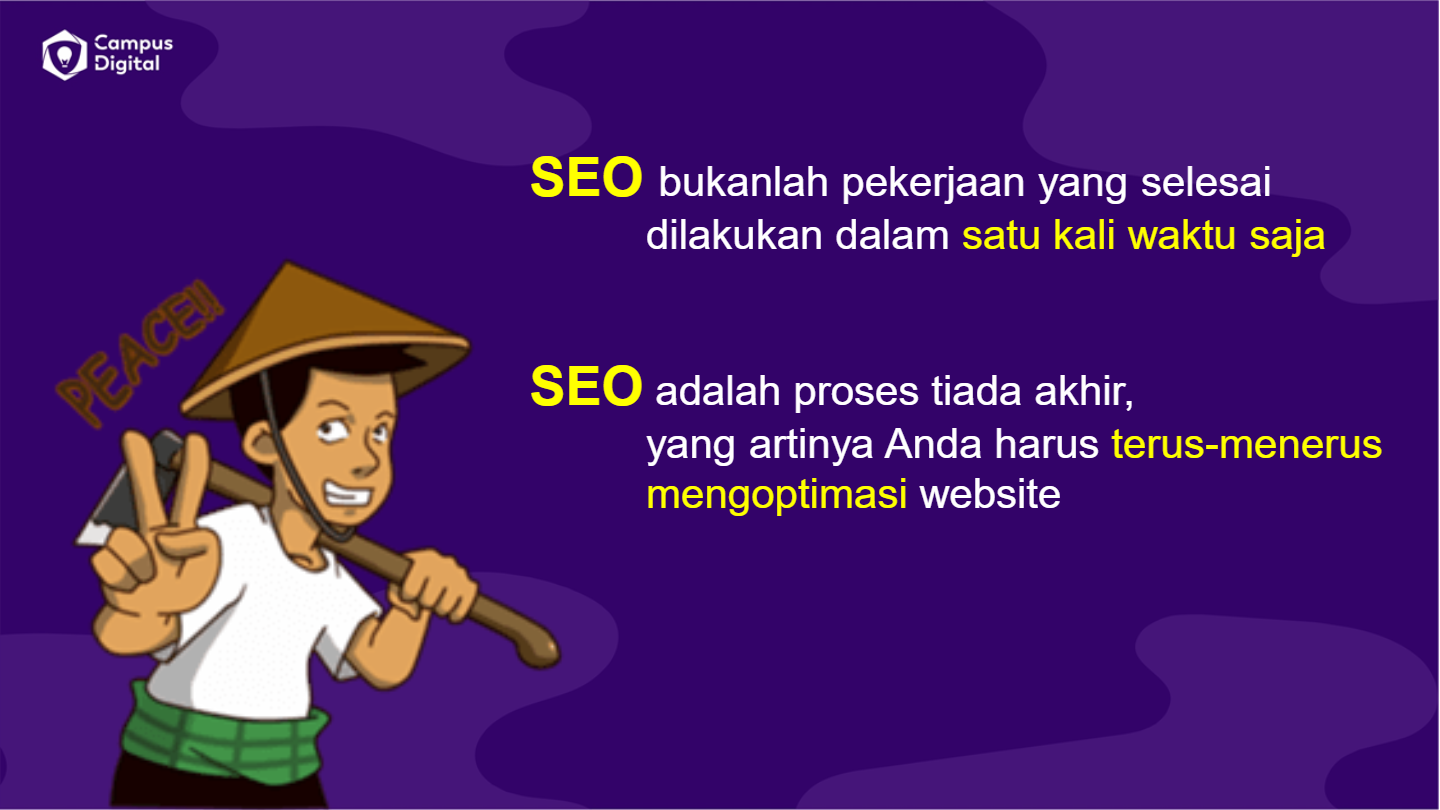 Campus
Digital
SEO bukanlah pekerjaan yang selesai
dilakukan dalam satu kali waktu saja
PEACE!!
SEO adalah proses tiada akhir,
yang artinya Anda harus terus-menerus
mengoptimasi website